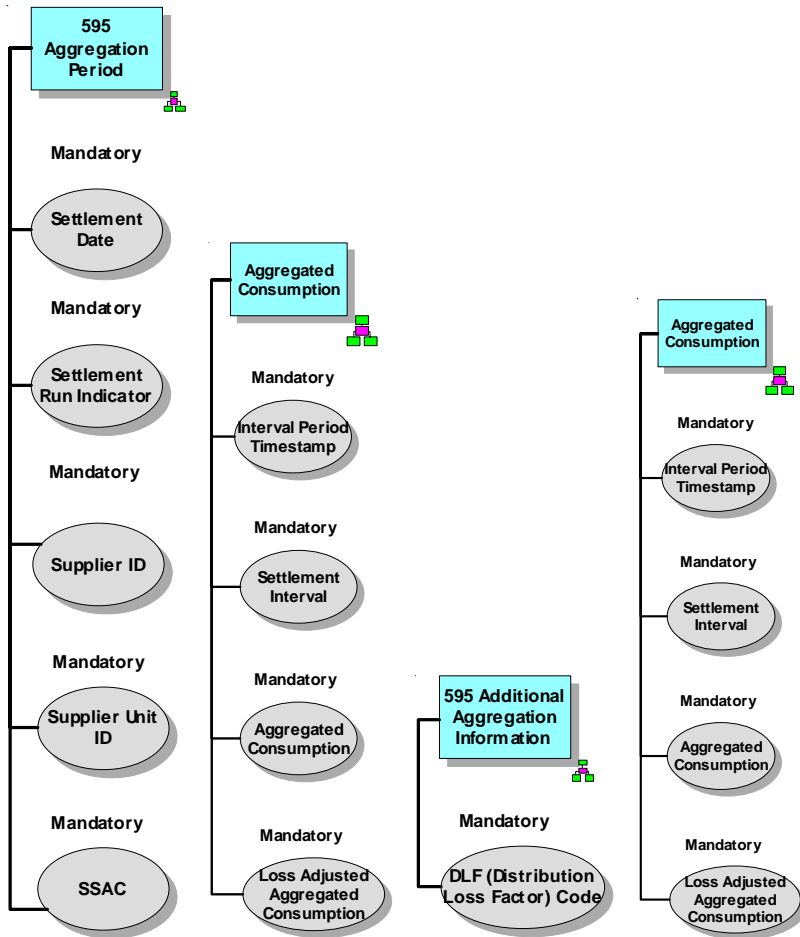 595
Aggregation
Period
Mandatory
Settlement
Date
Mandatory
Settlement
Run Indicator
Mandatory
Supplier ID
Mandatory
Supplier Unit
ID
Mandatory
SSAC
Aggregated
Consumption
Mandatory
Interval Period
Timestamp
Mandatory
Settlement
Interval
Mandatory
Aggregated
Consumption
Mandatory
Loss Adjusted
Aggregated
Consumption
595 Additional
Aggregation
Information
Mandatory
DLF (Distribution
Loss Factor) Code
Aggregated
Consumption
Mandatory
Interval Period
Timestamp
Mandatory
Settlement
Interval
Mandatory
Aggregated
Consumption
Mandatory
Loss Adjusted
Aggregated
Consumption